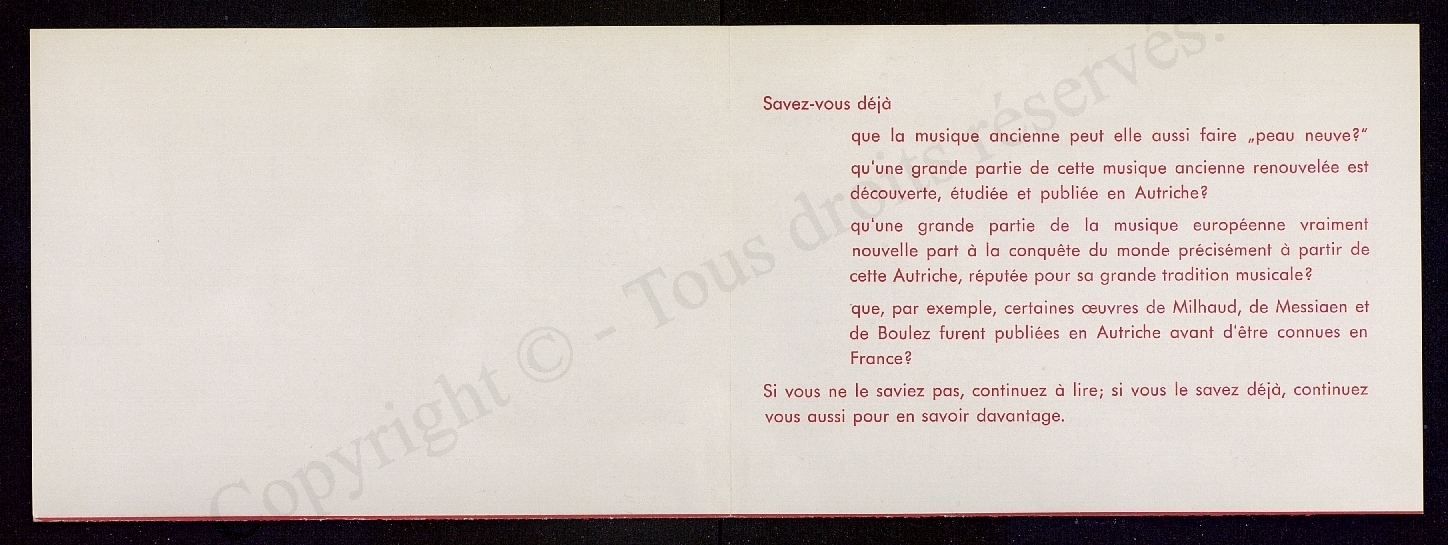 Savez-vous déjà
que la musique ancienne peut elle aussi faire „peau neuve?"
qu'une grande partie de cette musique ancienne renouvelée est
découverte, étudiée et publiée en Autriche?
qu'une grande partie de la musique européenne vraiment
nouvelle part à la conquête du monde précisément à partir de
cette Autriche, réputée pour sa grande tradition musicale?
que, par exemple, certaines œuvres de Milhaud, de Messiaen et
de Boulez furent publiées en Autriche avant d'être connues en
France?
Si vous ne le saviez pas, continuez à lire; si vous le savez déjà, continuez
vous aussi pour en savoir davantage.
Copyright © - Tous droits réservés.